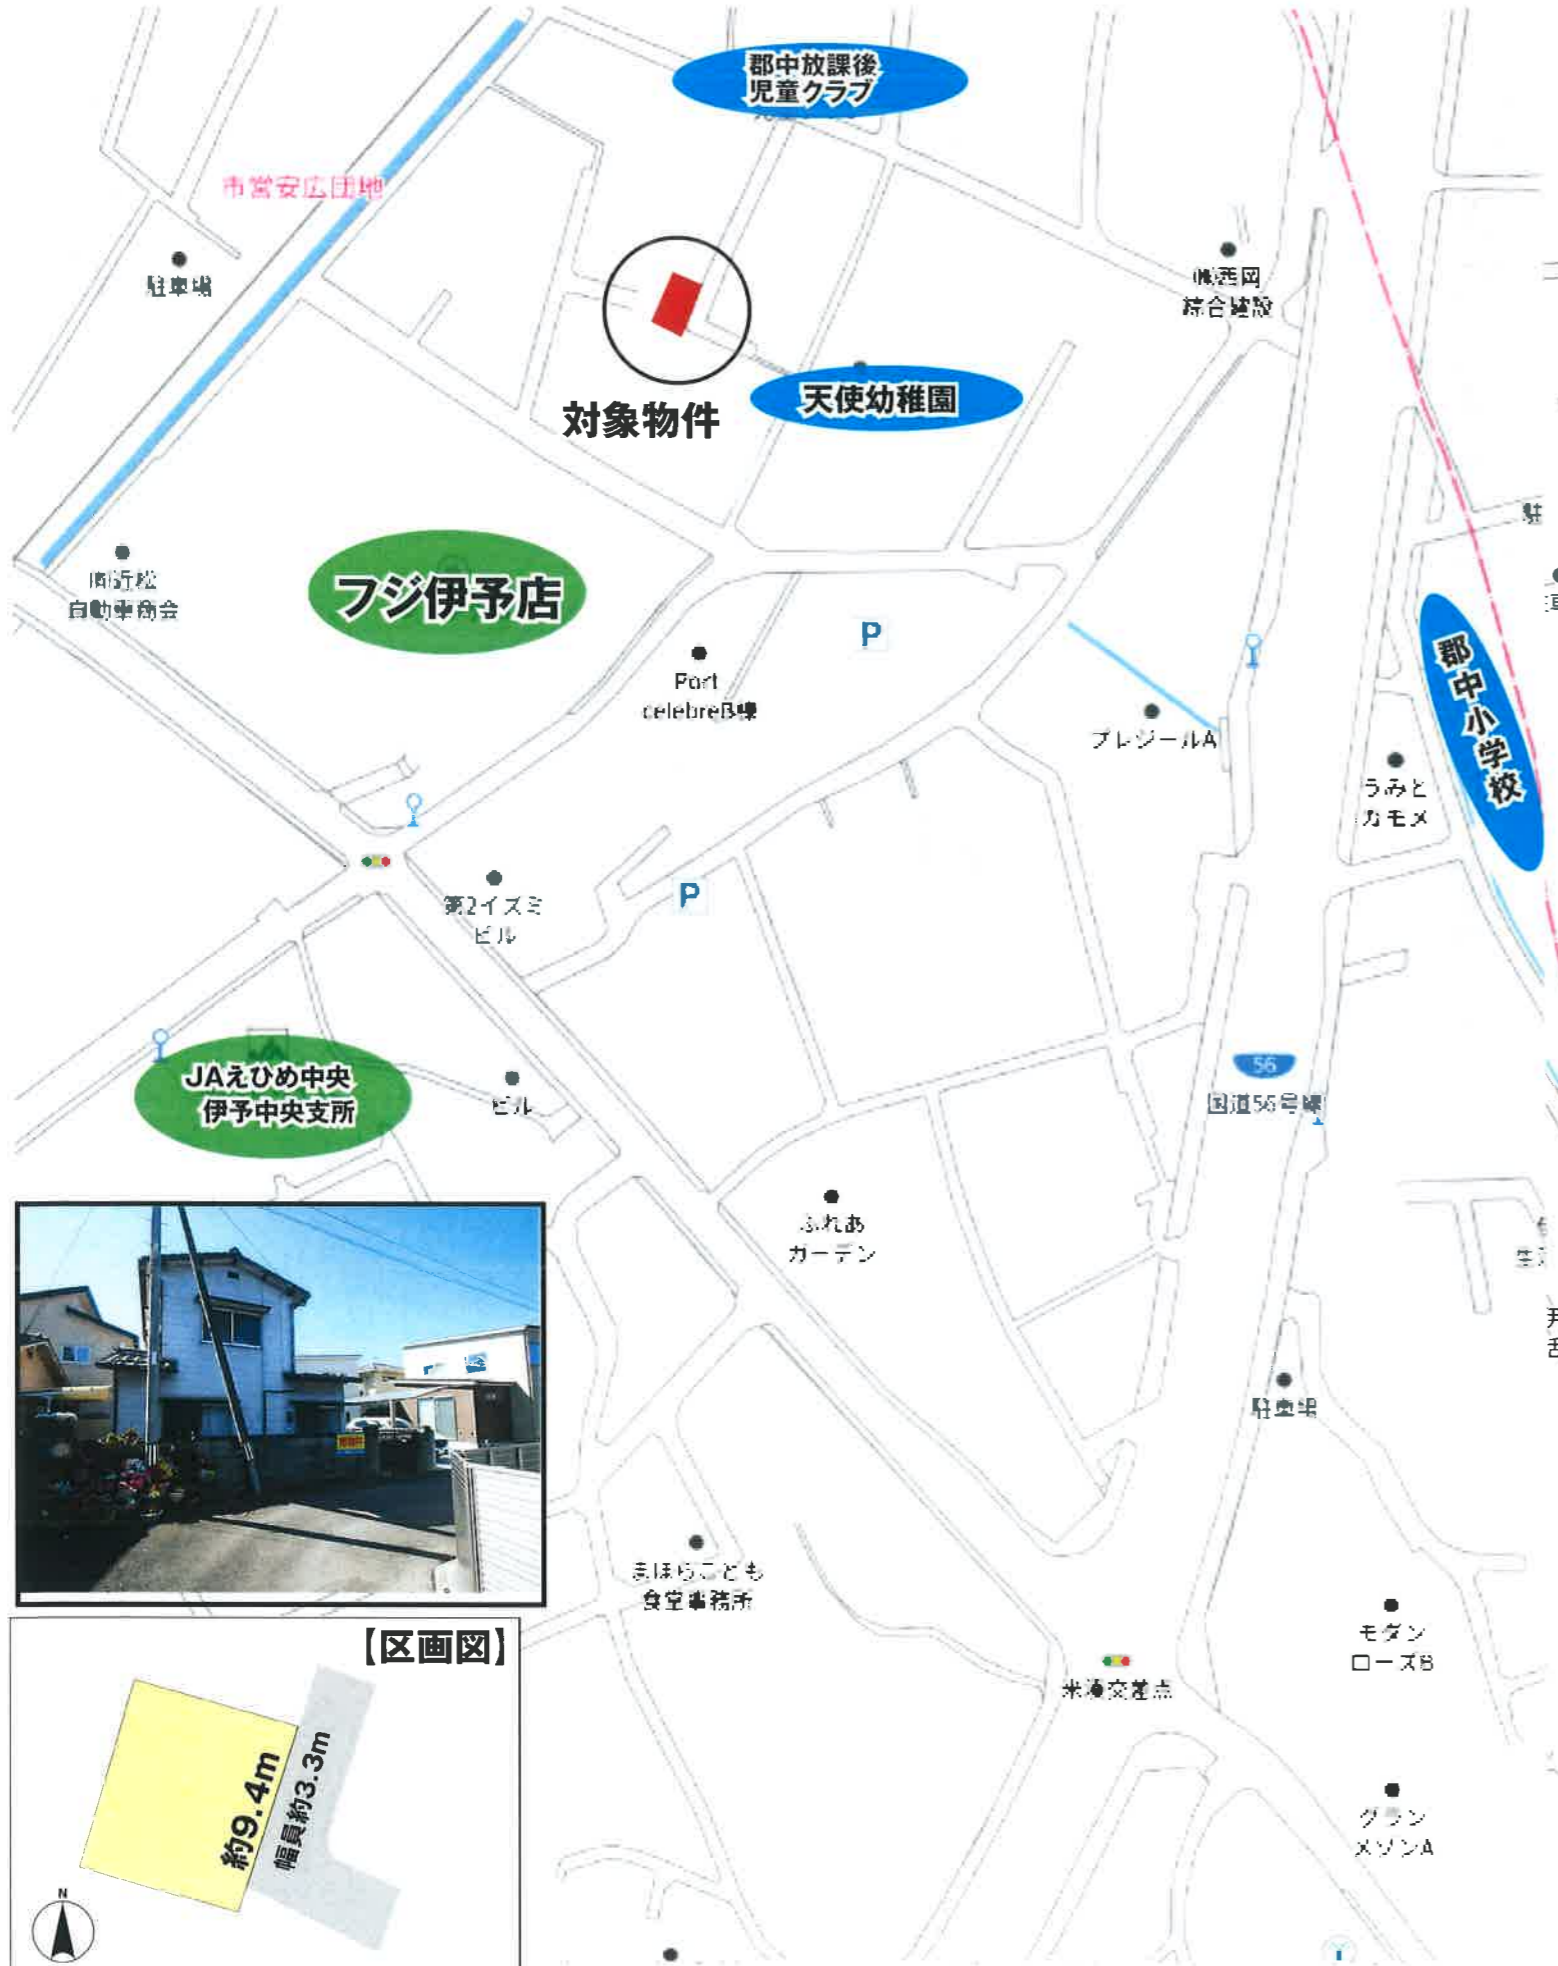 郡中放課後
児童クラブ
市営安広団地
駐車場
㈱西岡
綜合建設
対象物件
天使幼稚園
自動車商会
フジ伊予店
P
Port
celebreB棟
プレジールA
郡中小学校
うみと
カモメ
第2イズミ
ビル
P
JAえひめ中央
伊予中央支所
ビル
56
国道56号線
ふれあ
ガーデン
駐車場
まほらこども
食堂事務所
【区画図】
約9.4m
幅員約3.3m
N
米湊交差点
モダン
ローズB
グラン
メゾンA